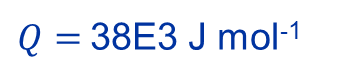 Q = 38E3 J mol⁻¹